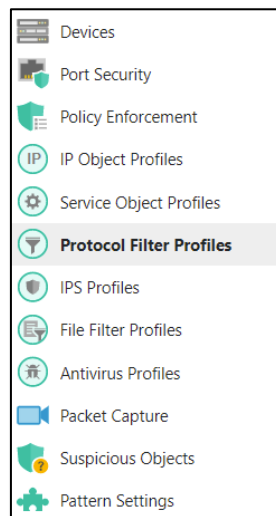 Devices
Port Security
Policy Enforcement
IP IP Object Profiles
Service Object Profiles
Protocol Filter Profiles
IPS Profiles
File Filter Profiles
Antivirus Profiles
Packet Capture
? Suspicious Objects
Pattern Settings